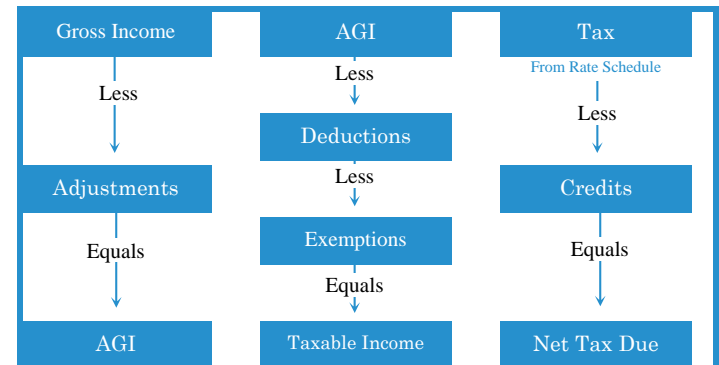 Gross Income
Less
Adjustments
Equals
AGI
AGI
Less
Deductions
Less
Exemptions
Equals
Taxable Income
Tax
From Rate Schedule
Less
Credits
Equals
Net Tax Due